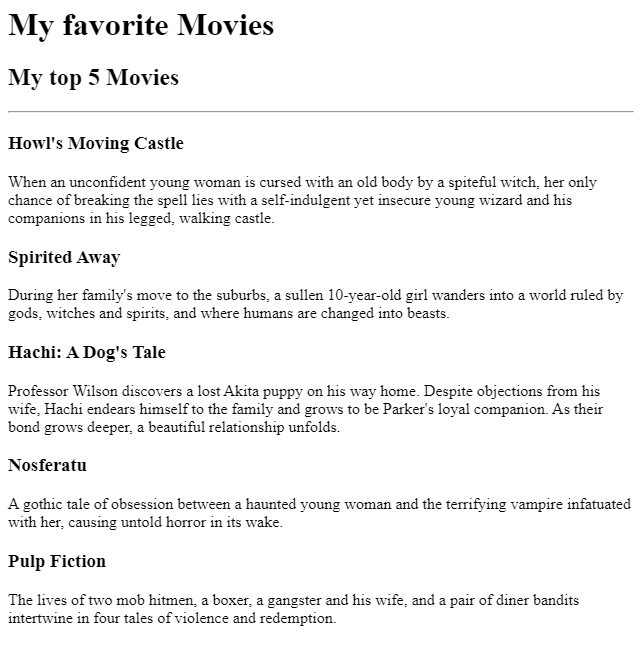 My favorite Movies
My top 5 Movies
Howl's Moving Castle
When an unconfident young woman is cursed with an old body by a spiteful witch, her only
chance of breaking the spell lies with a self-indulgent yet insecure young wizard and his
companions in his legged, walking castle.
Spirited Away
During her family's move to the suburbs, a sullen 10-year-old girl wanders into a world ruled by
gods, witches and spirits, and where humans are changed into beasts.
Hachi: A Dog's Tale
Professor Wilson discovers a lost Akita puppy on his way home. Despite objections from his
wife, Hachi endears himself to the family and grows to be Parker's loyal companion. As their
bond grows deeper, a beautiful relationship unfolds.
Nosferatu
A gothic tale of obsession between a haunted young woman and the terrifying vampire infatuated
with her, causing untold horror in its wake.
Pulp Fiction
The lives of two mob hitmen, a boxer, a gangster and his wife, and a pair of diner bandits
intertwine in four tales of violence and redemption.